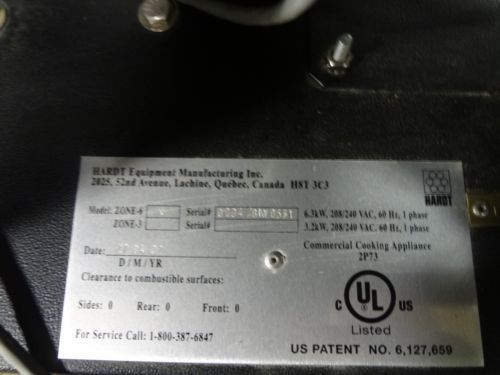 HARDT Equipment Manufacturing Inc.
2025, 52nd Avenue, Lachine, Québec, Canada H8T 3C3
HARDT
Model: ZONE-6 Serial# 6.3kW, 208/240 VAC, 60 Hz, 1 phase
ZONE-3 Serial# 3.2kW, 208/240 VAC, 60 Hz, 1 phase
Date:
D/M/YR
Commercial Cooking Appliance
2P73
Clearance to combustible surfaces:
Sides: 0 Rear: 0 Front: 0
C UL US
Listed
For Service Call: 1-800-387-6847
US PATENT NO. 6,127,659